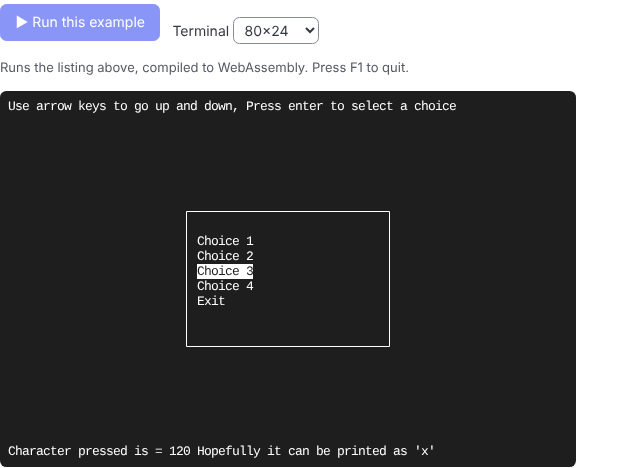 ▶ Run this example
Terminal 80×24
Runs the listing above, compiled to WebAssembly. Press F1 to quit.
Use arrow keys to go up and down, Press enter to select a choice
Choice 1
Choice 2
Choice 3
Choice 4
Exit
Character pressed is = 120 Hopefully it can be printed as 'x'